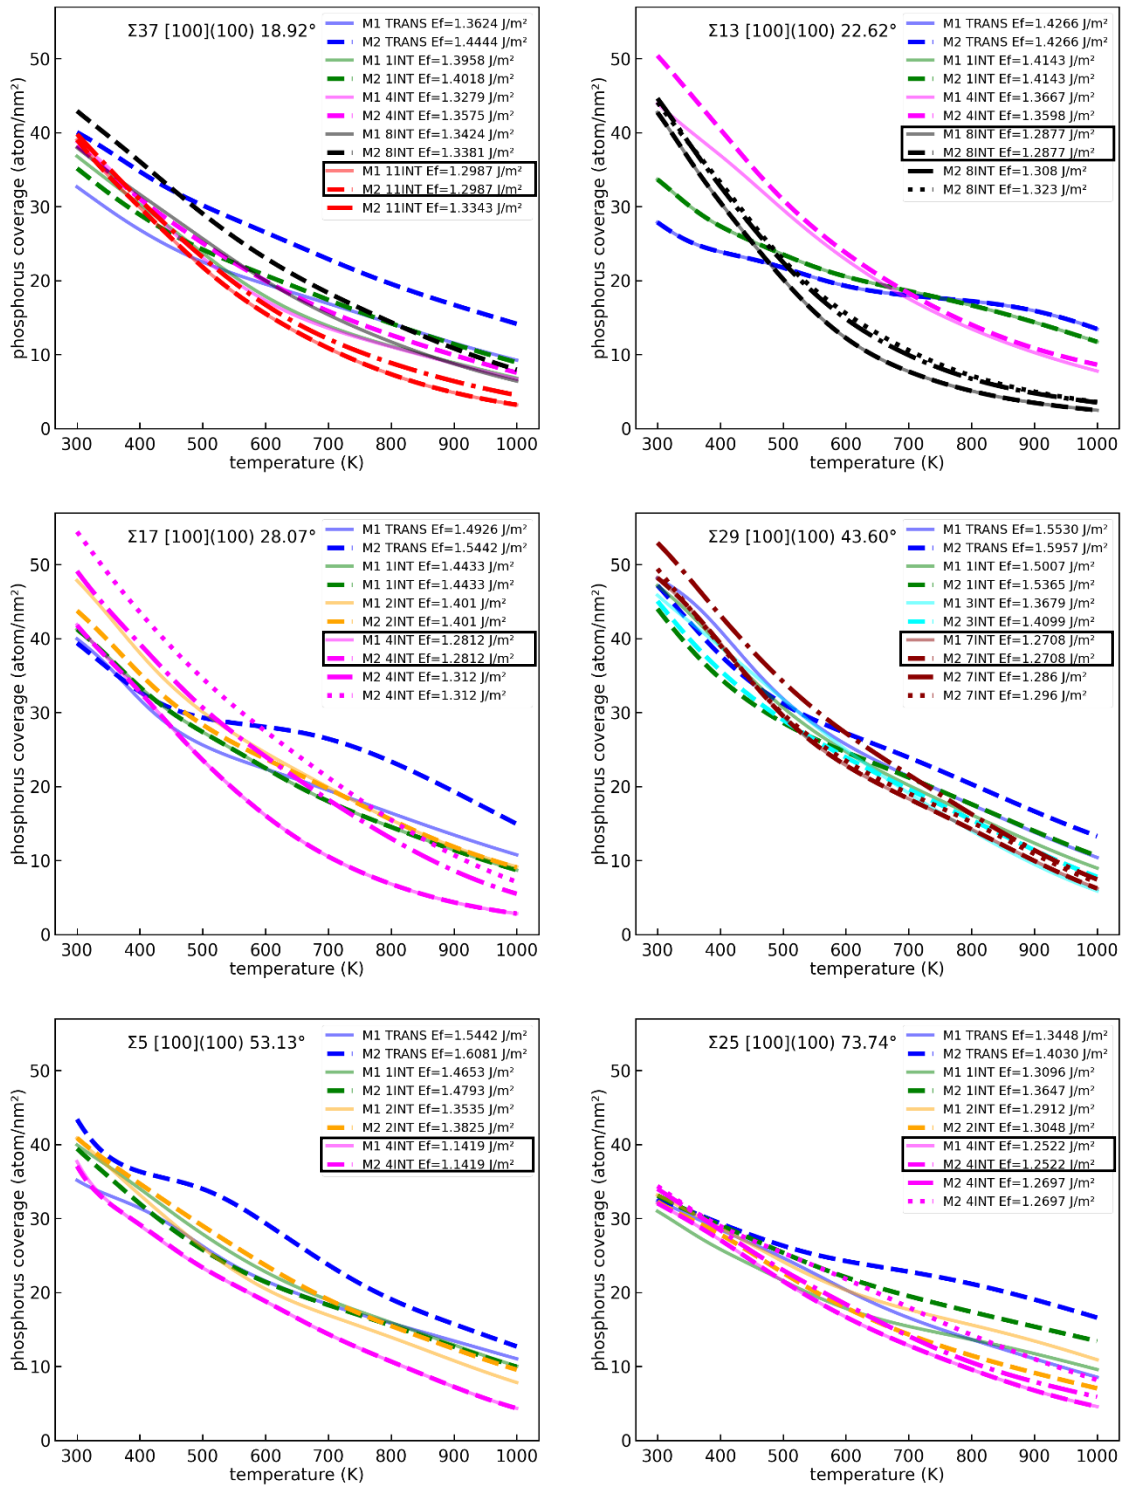 Σ37 [100](100) 18.92°
M1 TRANS Ef=1.3624 J/m²
M2 TRANS Ef=1.4444 J/m²
M1 1INT Ef=1.3958 J/m²
M2 1INT Ef=1.4018 J/m²
M1 4INT Ef=1.3279 J/m²
M2 4INT Ef=1.3575 J/m²
M1 8INT Ef=1.3424 J/m²
M2 8INT Ef=1.3381 J/m²
M1 11INT Ef=1.2987 J/m²
M2 11INT Ef=1.2987 J/m²
M2 11INT Ef=1.3343 J/m²
phosphorus coverage (atom/nm²)
50
40
30
20
10
0
300 400 500 600 700 800 900 1000
temperature (K)
Σ13 [100](100) 22.62°
M1 TRANS Ef=1.4266 J/m²
M2 TRANS Ef=1.4266 J/m²
M1 1INT Ef=1.4143 J/m²
M2 1INT Ef=1.4143 J/m²
M1 4INT Ef=1.3667 J/m²
M2 4INT Ef=1.3598 J/m²
M1 8INT Ef=1.2877 J/m²
M2 8INT Ef=1.2877 J/m²
M2 8INT Ef=1.308 J/m²
M2 8INT Ef=1.323 J/m²
phosphorus coverage (atom/nm²)
50
40
30
20
10
0
300 400 500 600 700 800 900 1000
temperature (K)
Σ17 [100](100) 28.07°
M1 TRANS Ef=1.4926 J/m²
M2 TRANS Ef=1.5442 J/m²
M1 1INT Ef=1.4433 J/m²
M2 1INT Ef=1.4433 J/m²
M1 2INT Ef=1.401 J/m²
M2 2INT Ef=1.401 J/m²
M1 4INT Ef=1.2812 J/m²
M2 4INT Ef=1.2812 J/m²
M2 4INT Ef=1.312 J/m²
M2 4INT Ef=1.312 J/m²
phosphorus coverage (atom/nm²)
50
40
30
20
10
0
300 400 500 600 700 800 900 1000
temperature (K)
Σ29 [100](100) 43.60°
M1 TRANS Ef=1.5530 J/m²
M2 TRANS Ef=1.5957 J/m²
M1 1INT Ef=1.5007 J/m²
M2 1INT Ef=1.5365 J/m²
M1 3INT Ef=1.3679 J/m²
M2 3INT Ef=1.4099 J/m²
M1 7INT Ef=1.2708 J/m²
M2 7INT Ef=1.2708 J/m²
M2 7INT Ef=1.286 J/m²
M2 7INT Ef=1.296 J/m²
phosphorus coverage (atom/nm²)
50
40
30
20
10
0
300 400 500 600 700 800 900 1000
temperature (K)
Σ5 [100](100) 53.13°
M1 TRANS Ef=1.5442 J/m²
M2 TRANS Ef=1.6081 J/m²
M1 1INT Ef=1.4653 J/m²
M2 1INT Ef=1.4793 J/m²
M1 2INT Ef=1.3535 J/m²
M2 2INT Ef=1.3825 J/m²
M1 4INT Ef=1.1419 J/m²
M2 4INT Ef=1.1419 J/m²
phosphorus coverage (atom/nm²)
50
40
30
20
10
0
300 400 500 600 700 800 900 1000
temperature (K)
Σ25 [100](100) 73.74°
M1 TRANS Ef=1.3448 J/m²
M2 TRANS Ef=1.4030 J/m²
M1 1INT Ef=1.3096 J/m²
M2 1INT Ef=1.3647 J/m²
M1 2INT Ef=1.2912 J/m²
M2 2INT Ef=1.3048 J/m²
M1 4INT Ef=1.2522 J/m²
M2 4INT Ef=1.2522 J/m²
M2 4INT Ef=1.2697 J/m²
M2 4INT Ef=1.2697 J/m²
phosphorus coverage (atom/nm²)
50
40
30
20
10
0
300 400 500 600 700 800 900 1000
temperature (K)